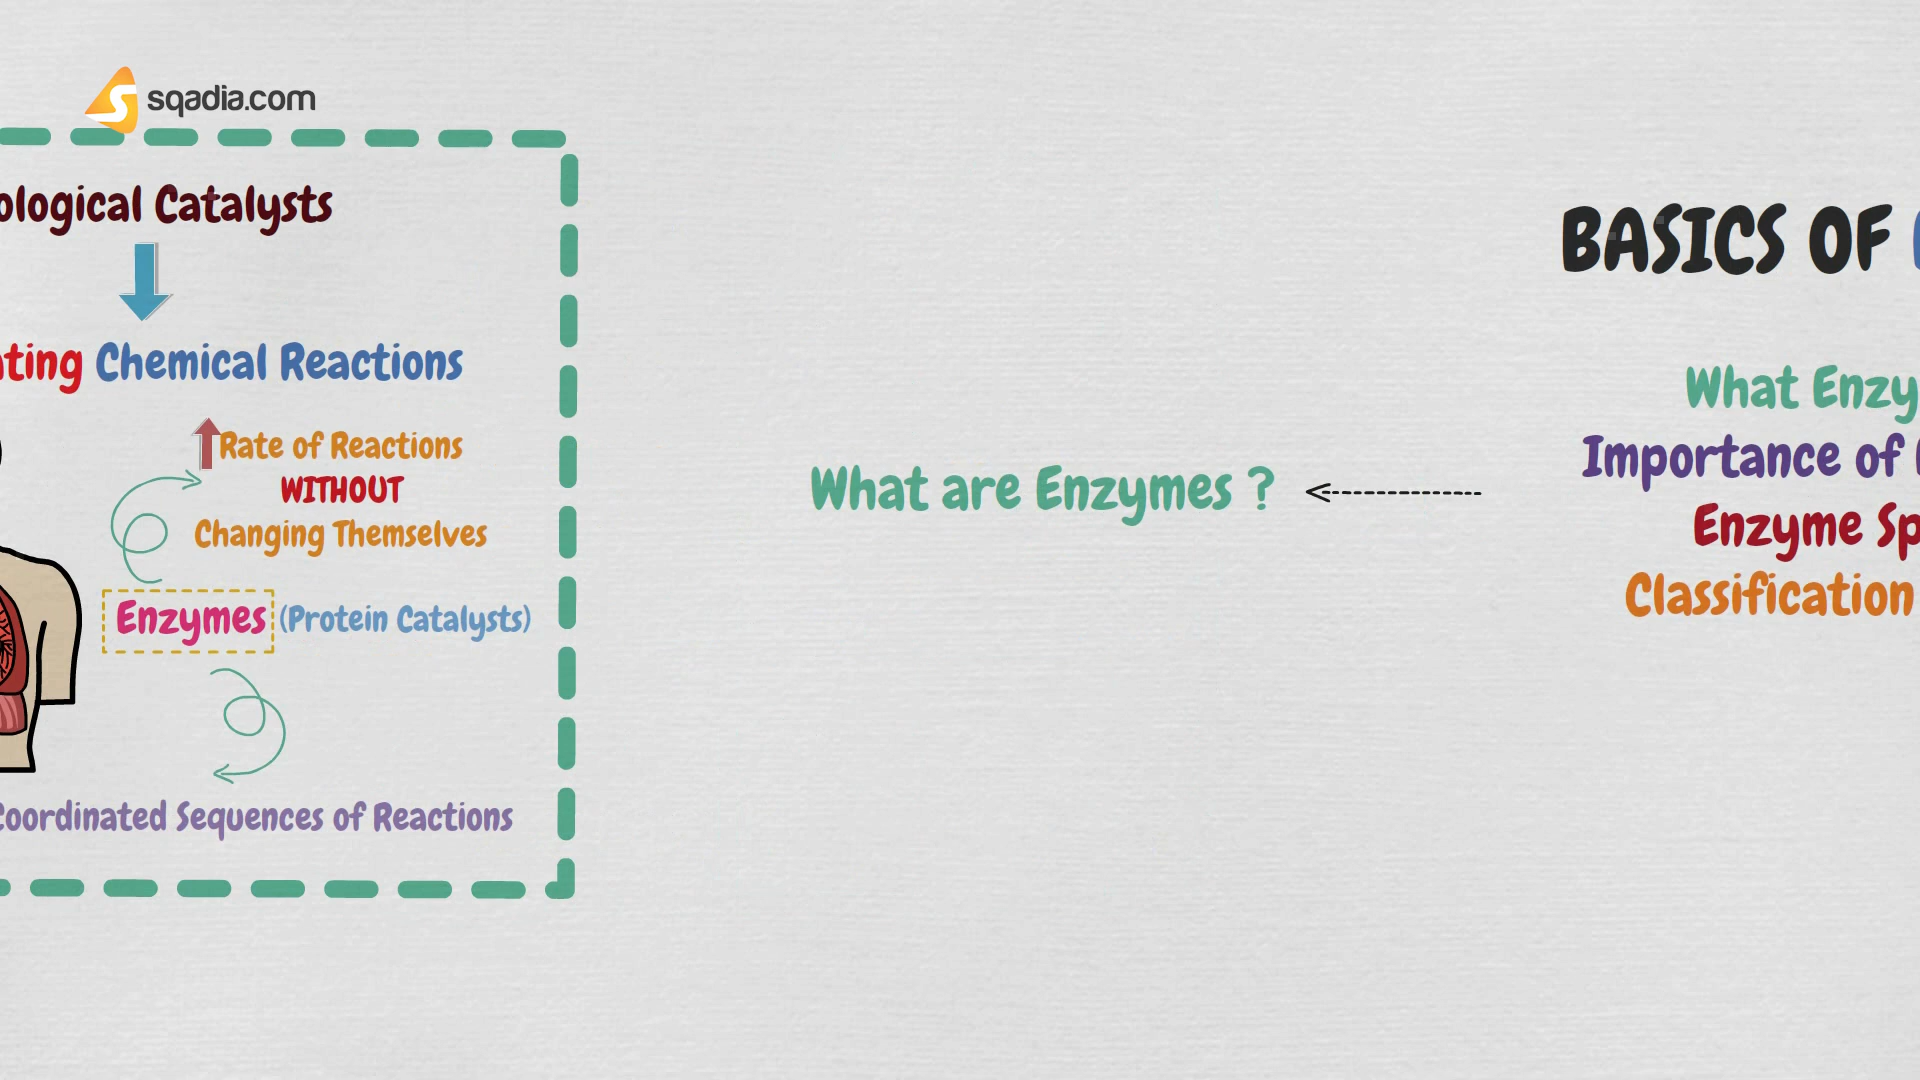 sqadia.com
ological Catalysts
ting Chemical Reactions
Rate of Reactions
WITHOUT
Changing Themselves
Enzymes (Protein Catalysts)
Coordinated Sequences of Reactions
What are Enzymes ?
BASICS OF
What Enzy
Importance of
Enzyme Sp
Classification